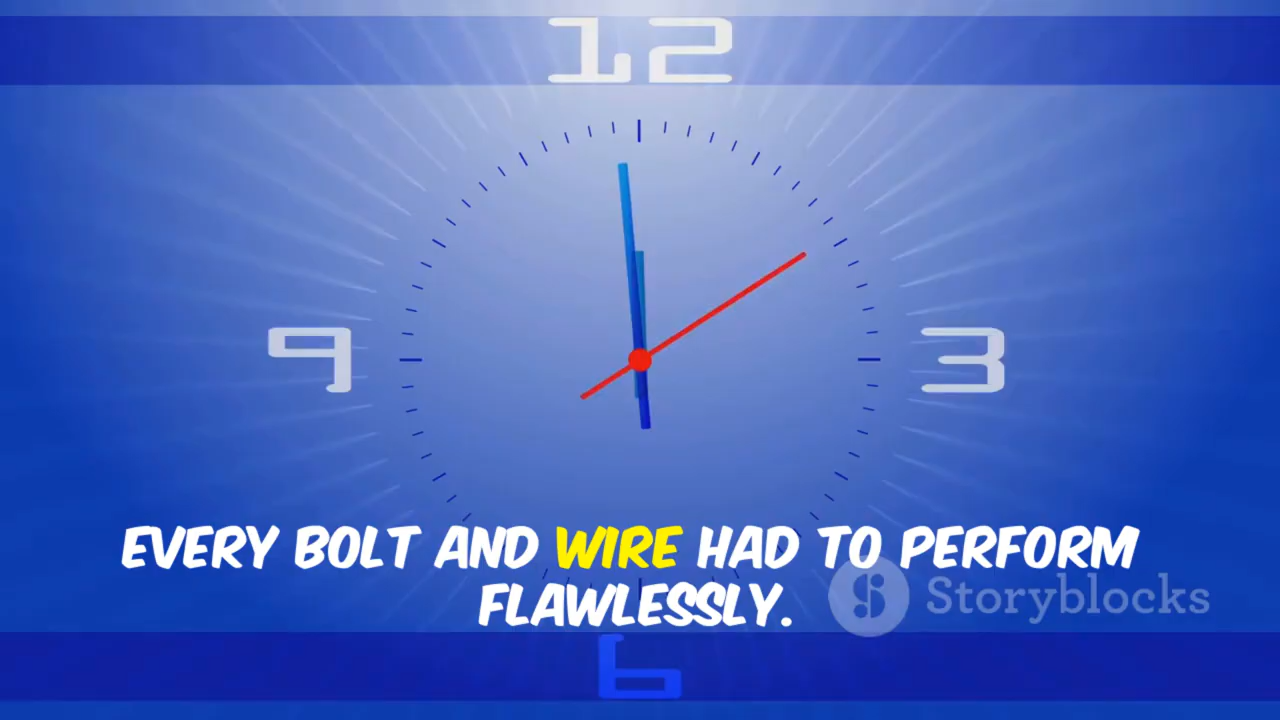 12
9
3
EVERY BOLT AND WIRE HAD TO PERFORM
FLAWLESSLY.
Storyblocks
6